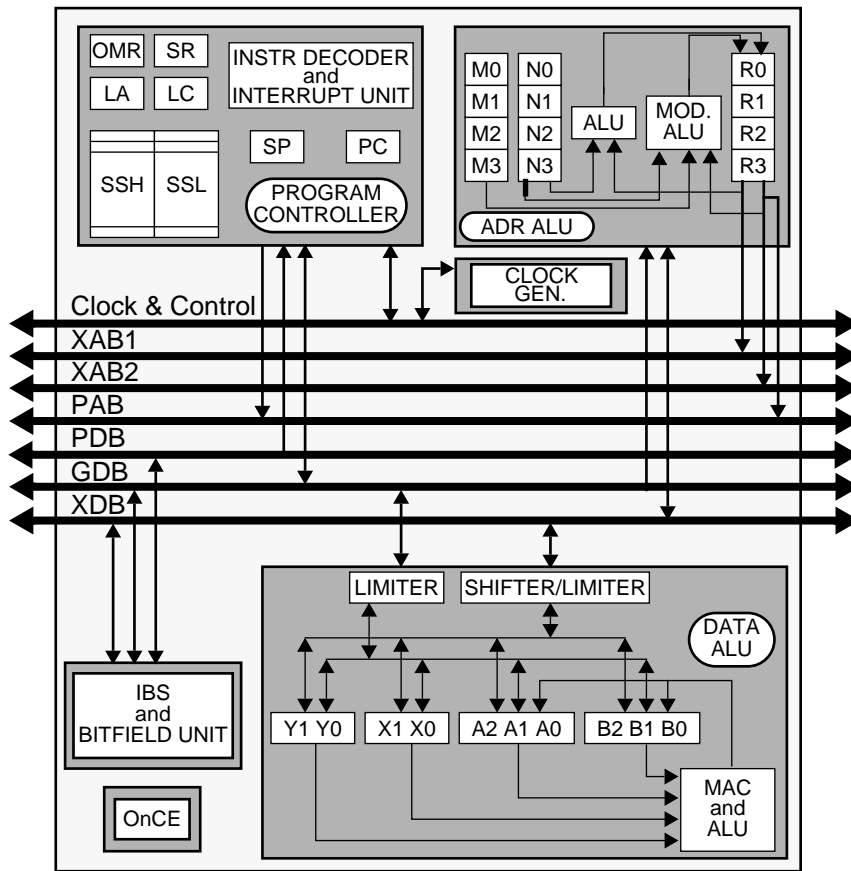 OMR SR
LA LC
INSTR DECODER
and
INTERRUPT UNIT
SSH SSL
SP PC
PROGRAM
CONTROLLER
M0 N0
M1 N1
M2 N2
M3 N3
ALU
MOD.
ALU
R0
R1
R2
R3
ADR ALU
CLOCK
GEN.
Clock & Control
XAB1
XAB2
PAB
PDB
GDB
XDB
LIMITER
SHIFTER/LIMITER
DATA
ALU
IBS
and
BITFIELD UNIT
Y1 Y0
X1 X0
A2 A1 A0
B2 B1 B0
MAC
and
ALU
OnCE